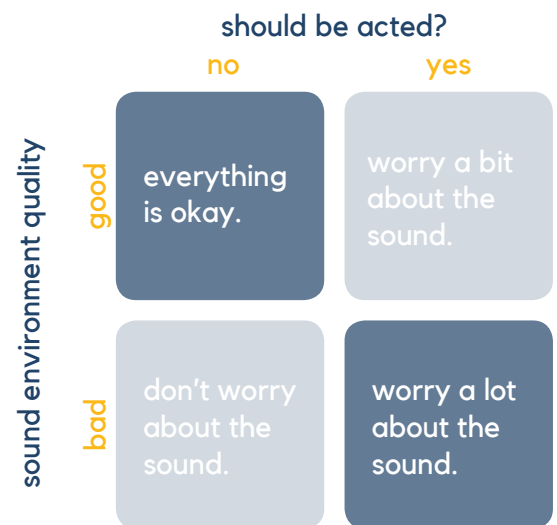 should be acted?
no
yes
sound environment quality
good
everything
is okay.
worry a bit
about the
sound.
bad
don't worry
about the
sound.
worry a lot
about the
sound.